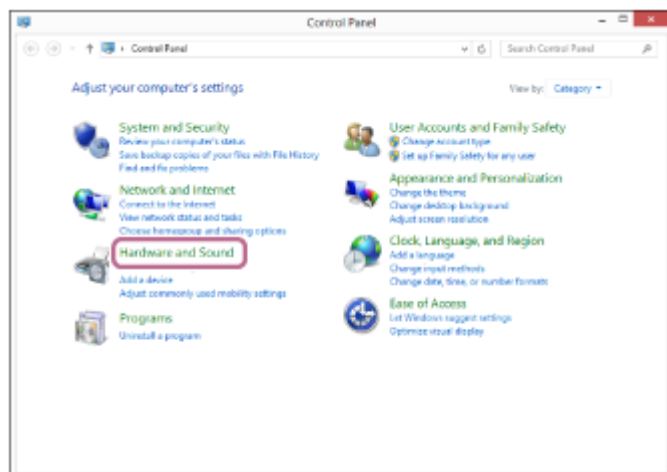 Control Panel
Control Panel
Search Control Panel
Adjust your computer's settings
View by: Category
System and Security
Review your computer's status
Save backup copies of your files with File History
Find and fix problems
Network and Internet
Connect to the Internet
View network status and tasks
Choose homegroup and sharing options
Hardware and Sound
Add a device
Adjust commonly used mobility settings
Programs
Uninstall a program
User Accounts and Family Safety
Change account type
Set up Family Safety for any user
Appearance and Personalization
Change the theme
Change desktop background
Adjust screen resolution
Clock, Language, and Region
Add a language
Change input methods
Change date, time, or number formats
Ease of Access
Let Windows suggest settings
Optimize visual display